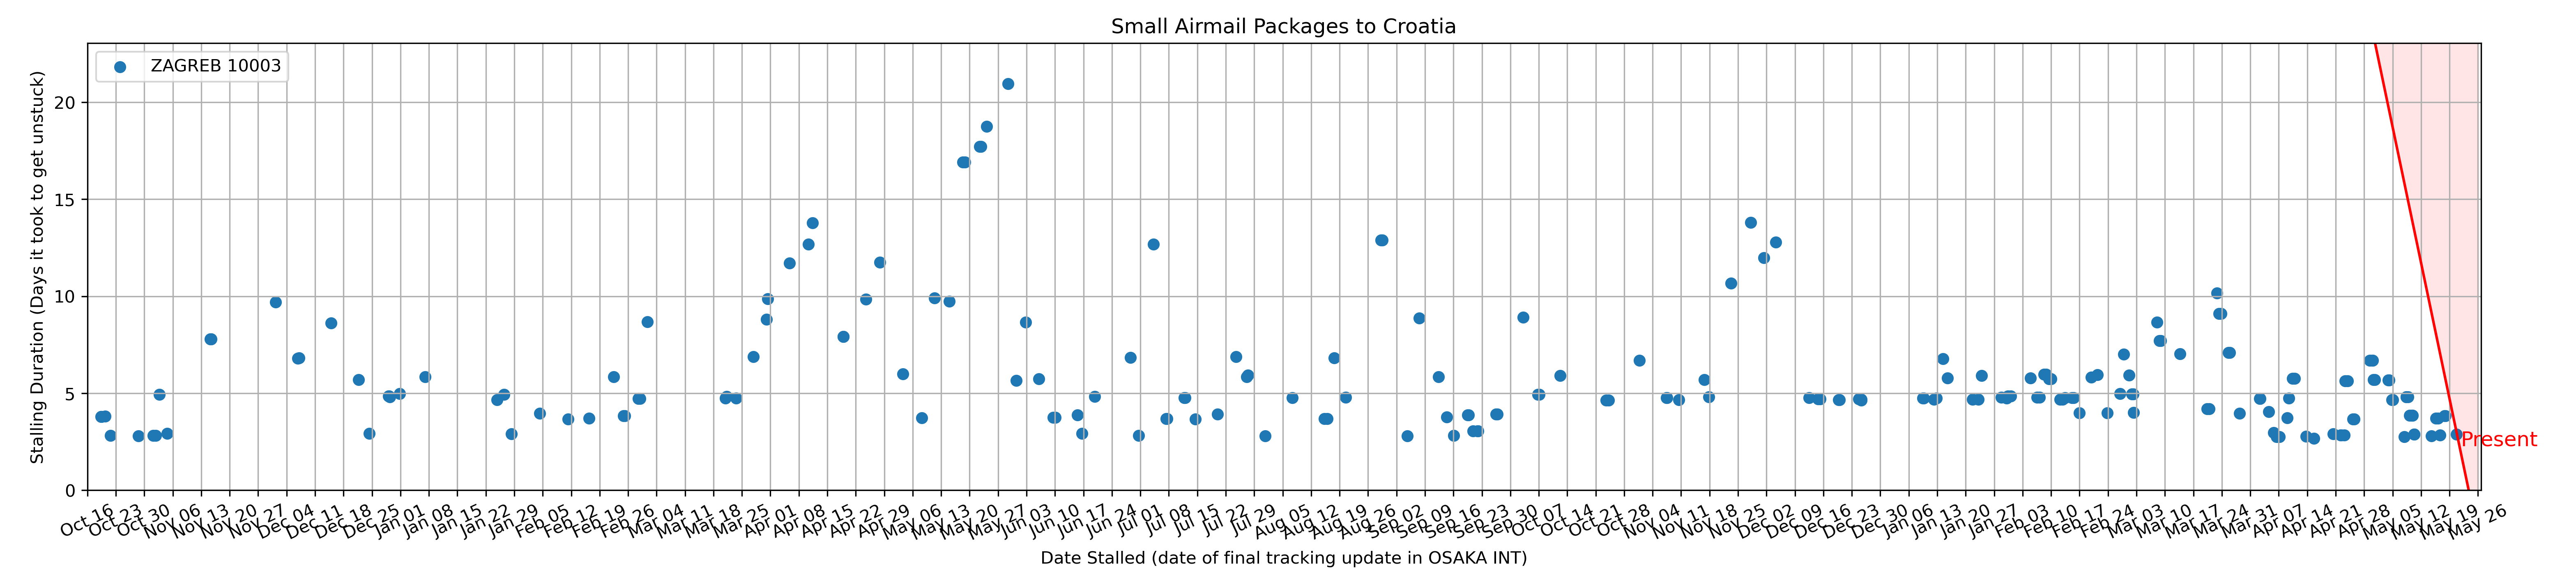 Small Airmail Packages to Croatia
ZAGREB 10003
Stalling Duration (Days it took to get unstuck)
20
15
10
5
0
Present
Oct 16 Oct 23 Oct 30 Nov 06 Nov 13 Nov 20 Nov 27 Dec 04 Dec 11 Dec 18 Dec 25 Jan 01 Jan 08 Jan 15 Jan 22 Jan 29 Feb 05 Feb 12 Feb 19 Feb 26 Mar 04 Mar 11 Mar 18 Mar 25 Apr 01 Apr 08 Apr 15 Apr 22 Apr 29 May 06 May 13 May 20 May 27 Jun 03 Jun 10 Jun 17 Jun 24 Jul 01 Jul 08 Jul 15 Jul 22 Jul 29 Aug 05 Aug 12 Aug 19 Aug 26 Sep 02 Sep 09 Sep 16 Sep 23 Sep 30 Oct 07 Oct 14 Oct 21 Oct 28 Nov 04 Nov 11 Nov 18 Nov 25 Dec 02 Dec 09 Dec 16 Dec 23 Dec 30 Jan 06 Jan 13 Jan 20 Jan 27 Feb 03 Feb 10 Feb 17 Feb 24 Mar 03 Mar 10 Mar 17 Mar 24 Mar 31 Apr 07 Apr 14 Apr 21 Apr 28 May 05 May 12 May 19 May 26
Date Stalled (date of final tracking update in OSAKA INT)